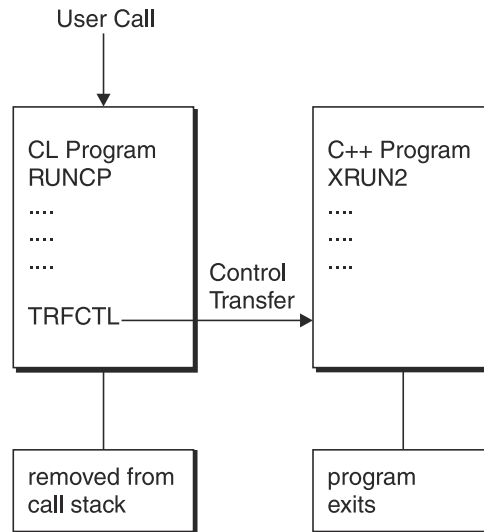 User Call
CL Program
RUNCP
....
....
....
TRFCTL
Control
Transfer
C++ Program
XRUN2
....
....
....
removed from
call stack
program
exits